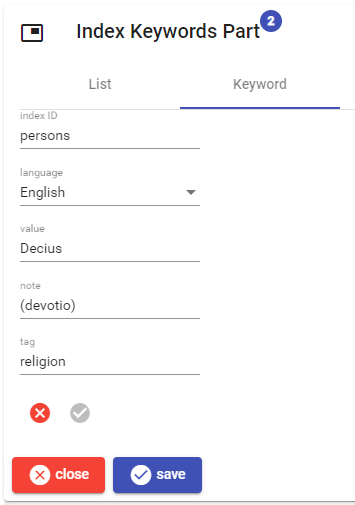 Index Keywords Part 2
List Keyword
index ID
persons
language
English
value
Decius
note
(devotio)
tag
religion
close save